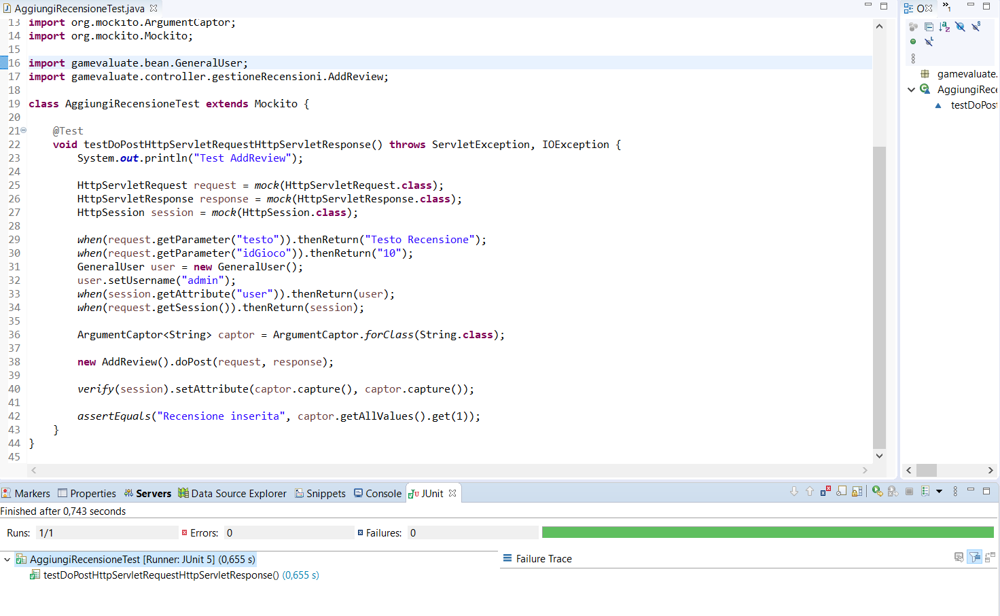 AggiungiRecensioneTest.java
13 import org.mockito.ArgumentCaptor;
14 import org.mockito.Mockito;
15
16 import gamevaluate.bean.GeneralUser;
17 import gamevaluate.controller.gestioneRecensioni.AddReview;
18
19 class AggiungiRecensioneTest extends Mockito {
20
21 @Test
22 void testDoPostHttpServletRequestHttpServletResponse() throws ServletException, IOException {
23 System.out.println("Test AddReview");
24
25 HttpServletRequest request = mock(HttpServletRequest.class);
26 HttpServletResponse response = mock(HttpServletResponse.class);
27 HttpSession session = mock(HttpSession.class);
28
29 when(request.getParameter("testo")).thenReturn("Testo Recensione");
30 when(request.getParameter("idGioco")).thenReturn("10");
31 GeneralUser user = new GeneralUser();
32 user.setUsername("admin");
33 when(session.getAttribute("user")).thenReturn(user);
34 when(request.getSession()).thenReturn(session);
35
36 ArgumentCaptor<String> captor = ArgumentCaptor.forClass(String.class);
37
38 new AddReview().doPost(request, response);
39
40 verify(session).setAttribute(captor.capture(), captor.capture());
41
42 assertEquals("Recensione inserita", captor.getAllValues().get(1));
43 }
44 }
45
O
»1
gamevaluate.
AggiungiRece
testDoPost
Markers Properties Servers Data Source Explorer Snippets Console JUnit
Finished after 0,743 seconds
Runs: 1/1 Errors: 0 Failures: 0
AggiungiRecensioneTest [Runner: JUnit 5] (0,655 s)
testDoPostHttpServletRequestHttpServletResponse() (0,655 s)
Failure Trace